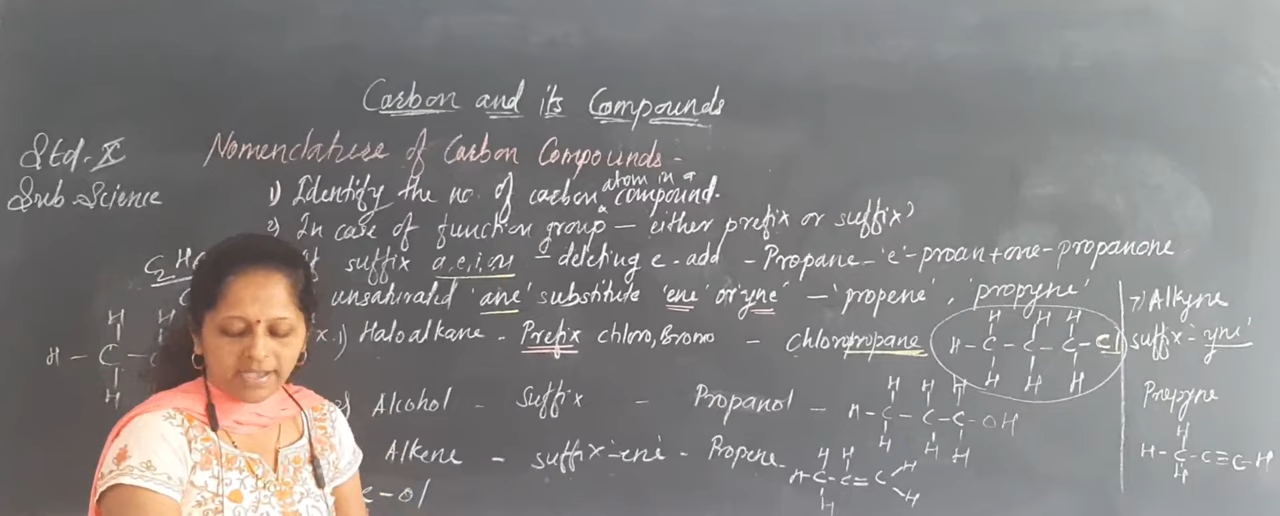 Carbon and its Compounds
Std-X
Sub Science
Nomenclature of Carbon Compounds -
1) Identify the no. of carbon atom in a compound.
2) In case of function a group - either prefix or suffix'
suffix a, e, i, o, u - deleting e - add - Propane - 'e' - proan + one - propanone
unsaturated 'ane' substitute 'ene' or 'yne' - 'propene', 'propyne'
1) Haloalkane - Prefix chloro, Bromo - chloropropane
H H H
H - C - C - C - Cl
H H H
Alcohol - suffix - Propanol -
H H H
H - C - C - C - OH
H H H
Alkene - suffix - ene - Propene -
H H H
H - C - C = C
H H
-ol
7) Alkyne
suffix - 'yne'
Propyne
H
H - C - C ≡ C - H
H
H
H - C
H